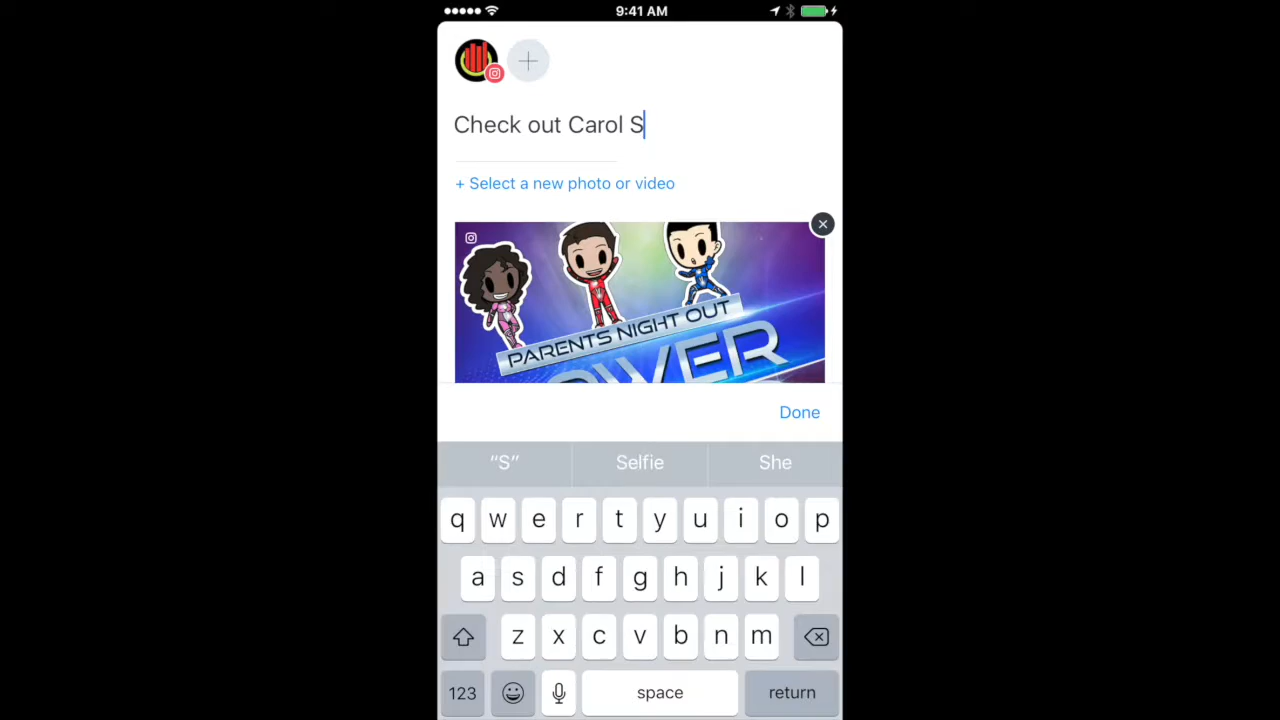 9:41 AM
Check out Carol S
+ Select a new photo or video
PARENTS NIGHT OUT
Done
“S” Selfie She
q w e r t y u i o p
a s d f g h j k l
z x c v b n m
123 space return